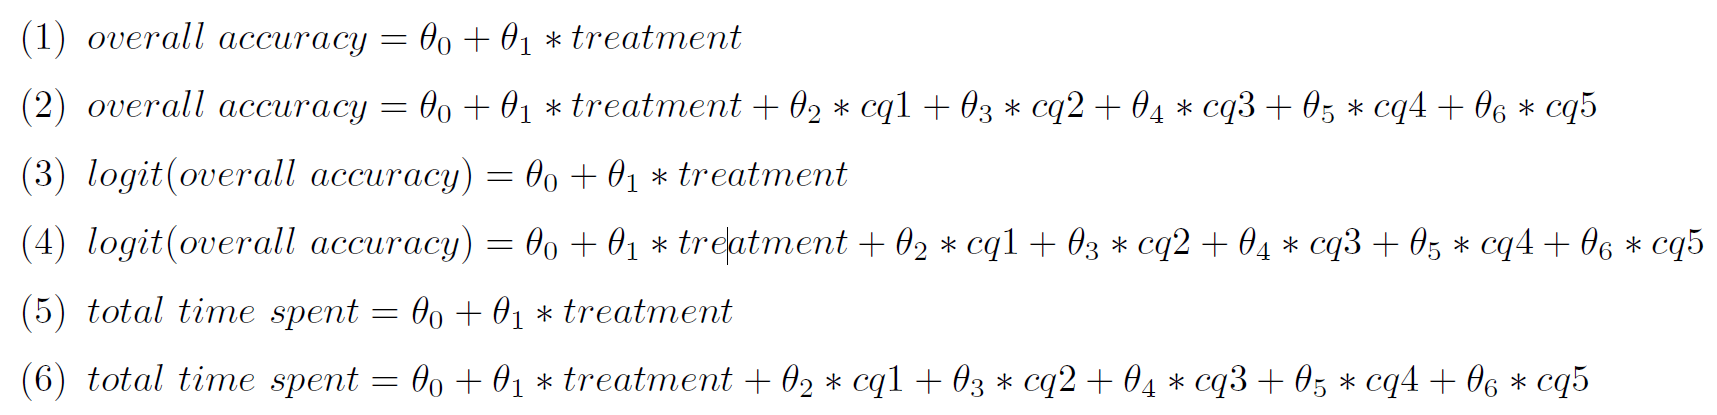 (1) overall accuracy = θ₀ + θ₁ ∗ treatment
(2) overall accuracy = θ₀ + θ₁ ∗ treatment + θ₂ ∗ cq1 + θ₃ ∗ cq2 + θ₄ ∗ cq3 + θ₅ ∗ cq4 + θ₆ ∗ cq5
(3) logit(overall accuracy) = θ₀ + θ₁ ∗ treatment
(4) logit(overall accuracy) = θ₀ + θ₁ ∗ treatment + θ₂ ∗ cq1 + θ₃ ∗ cq2 + θ₄ ∗ cq3 + θ₅ ∗ cq4 + θ₆ ∗ cq5
(5) total time spent = θ₀ + θ₁ ∗ treatment
(6) total time spent = θ₀ + θ₁ ∗ treatment + θ₂ ∗ cq1 + θ₃ ∗ cq2 + θ₄ ∗ cq3 + θ₅ ∗ cq4 + θ₆ ∗ cq5